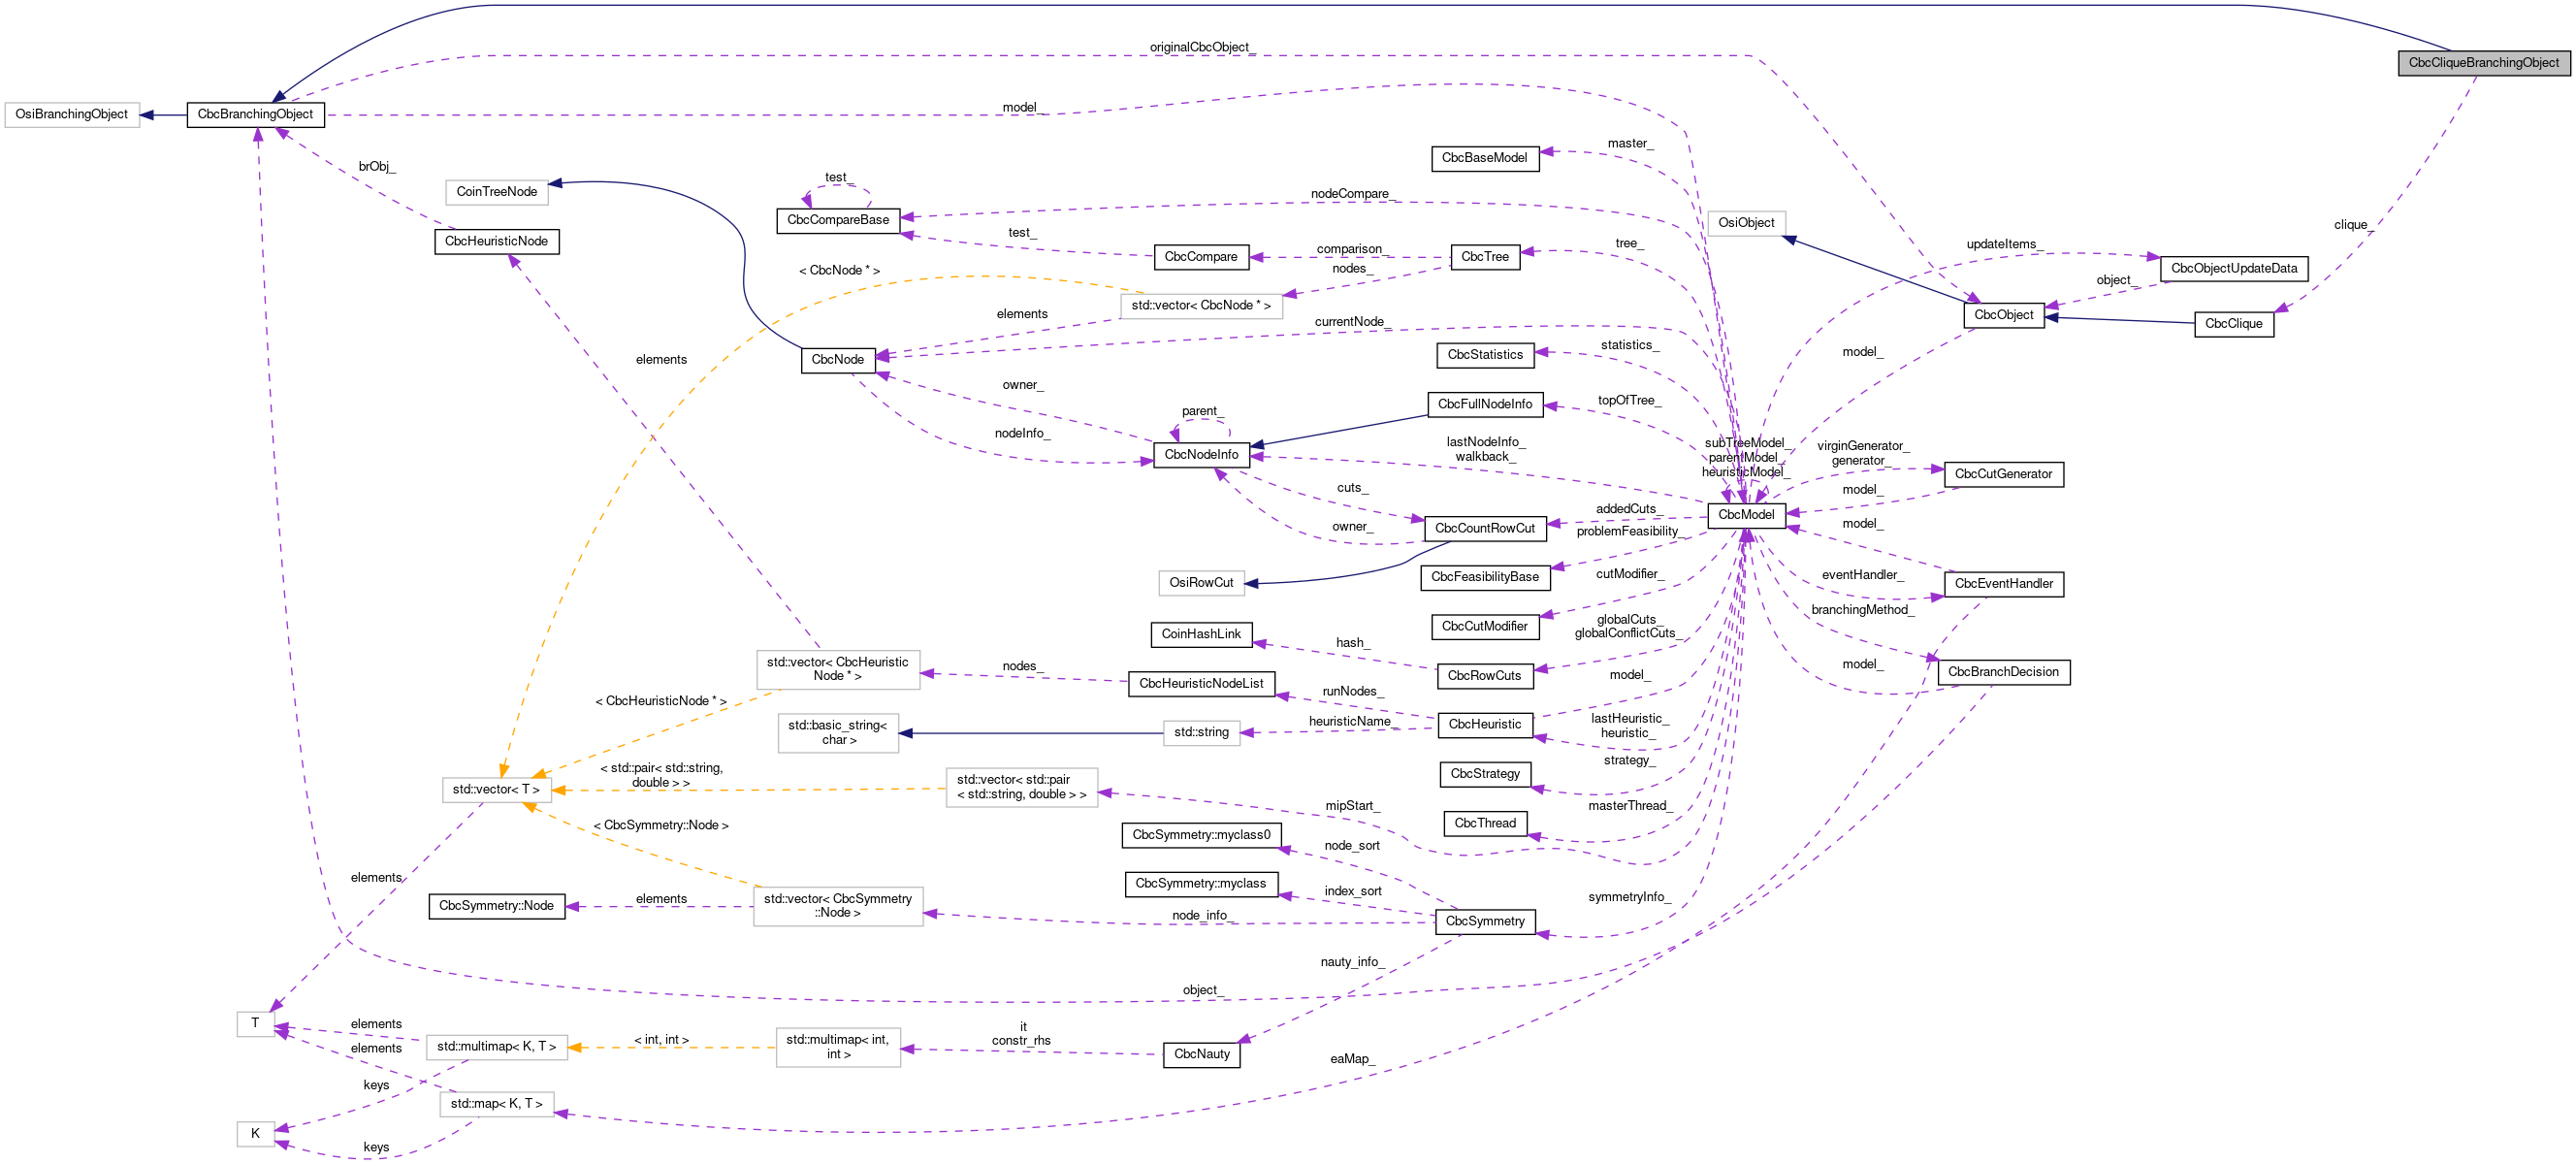 originalCbcObject_
CbcCliqueBranchingObject
OsiBranchingObject
CbcBranchingObject
model_
master_
CbcBaseModel
brObj_
CoinTreeNode
test_
nodeCompare_
CbcCompareBase
OsiObject
clique_
CbcHeuristicNode
test_
CbcCompare
comparison_
CbcTree
tree_
updateItems_
CbcObjectUpdateData
< CbcNode * >
nodes_
object_
std::vector< CbcNode * >
elements
currentNode_
CbcObject
CbcClique
elements
CbcNode
statistics_
CbcStatistics
model_
owner_
topOfTree_
CbcFullNodeInfo
parent_
nodeInfo_
CbcNodeInfo
lastNodeInfo_
walkback_
subTreeModel_
parentModel_
heuristicModel_
virginGenerator_
generator_
CbcCutGenerator
model_
cuts_
addedCuts_
CbcModel
owner_
CbcCountRowCut
problemFeasibility_
model_
OsiRowCut
CbcFeasibilityBase
cutModifier_
eventHandler_
CbcEventHandler
branchingMethod_
CoinHashLink
hash_
CbcCutModifier
globalCuts_
globalConflictCuts_
std::vector< CbcHeuristic
Node * >
nodes_
CbcHeuristicNodeList
CbcRowCuts
model_
model_
CbcBranchDecision
runNodes_
< CbcHeuristicNode * >
std::basic_string<
char >
std::string
heuristicName_
CbcHeuristic
lastHeuristic_
heuristic_
strategy_
< std::pair< std::string,
double > >
std::vector< std::pair
< std::string, double > >
CbcStrategy
std::vector< T >
mipStart_
masterThread_
< CbcSymmetry::Node >
CbcSymmetry::myclass0
CbcThread
node_sort
elements
CbcSymmetry::myclass
index_sort
symmetryInfo_
CbcSymmetry::Node
elements
std::vector< CbcSymmetry
::Node >
node_info_
CbcSymmetry
nauty_info_
object_
T
elements
elements
std::multimap< K, T >
< int, int >
std::multimap< int,
int >
it
constr_rhs
CbcNauty
eaMap_
keys
std::map< K, T >
K
keys